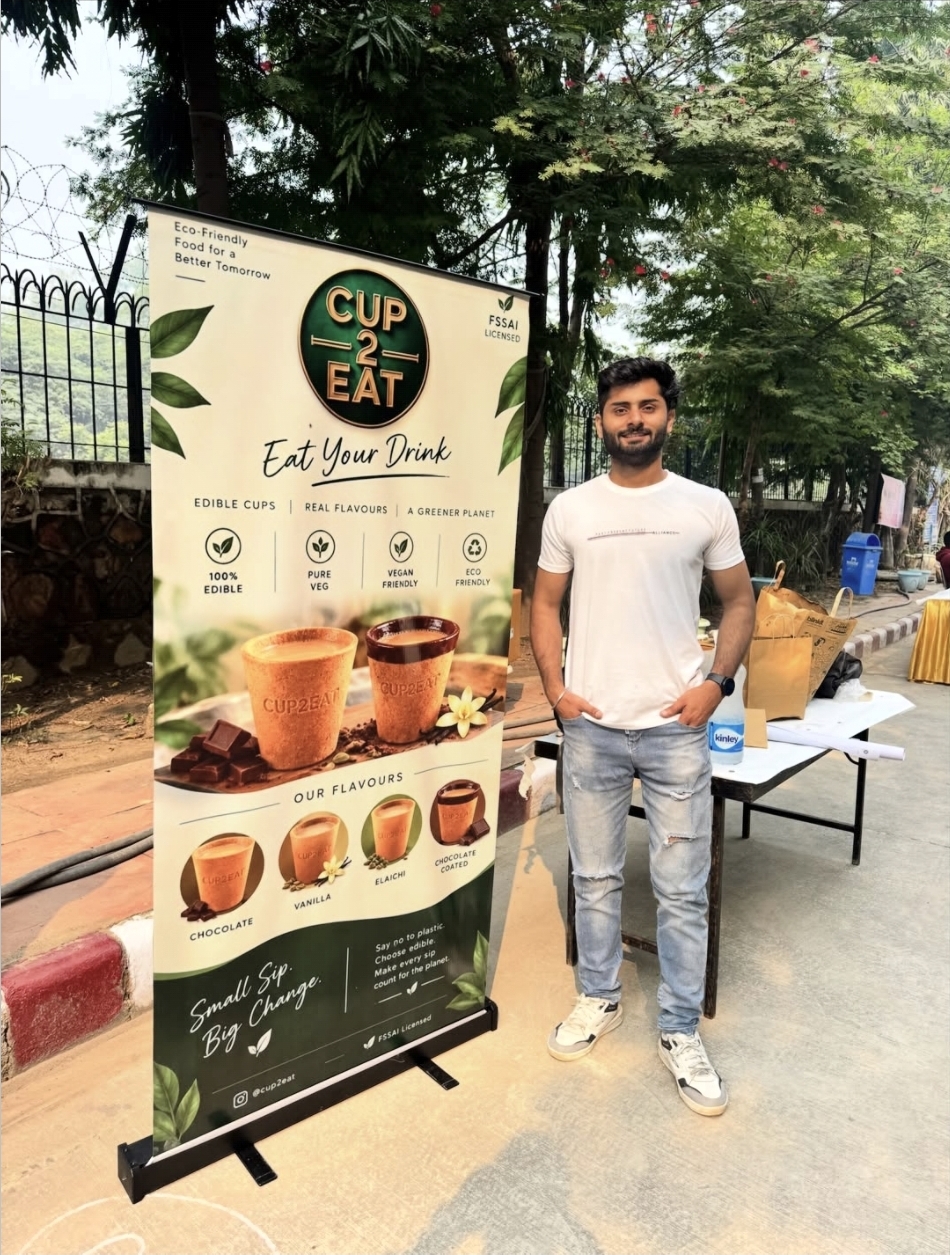 Eco-Friendly
Food for a
Better Tomorrow
CUP
2
EAT
FSSAI
LICENSED
Eat Your Drink
EDIBLE CUPS | REAL FLAVOURS | A GREENER PLANET
100%
EDIBLE
PURE
VEG
VEGAN
FRIENDLY
ECO
FRIENDLY
CUP2EAT
CUP2EAT
OUR FLAVOURS
CUP2EAT
CHOCOLATE
VANILLA
ELAICHI
CHOCOLATE
COATED
Small Sip.
Big Change.
Say no to plastic.
Choose edible.
Make every sip
count for the planet.
FSSAI Licensed
@cup2eat
kinley